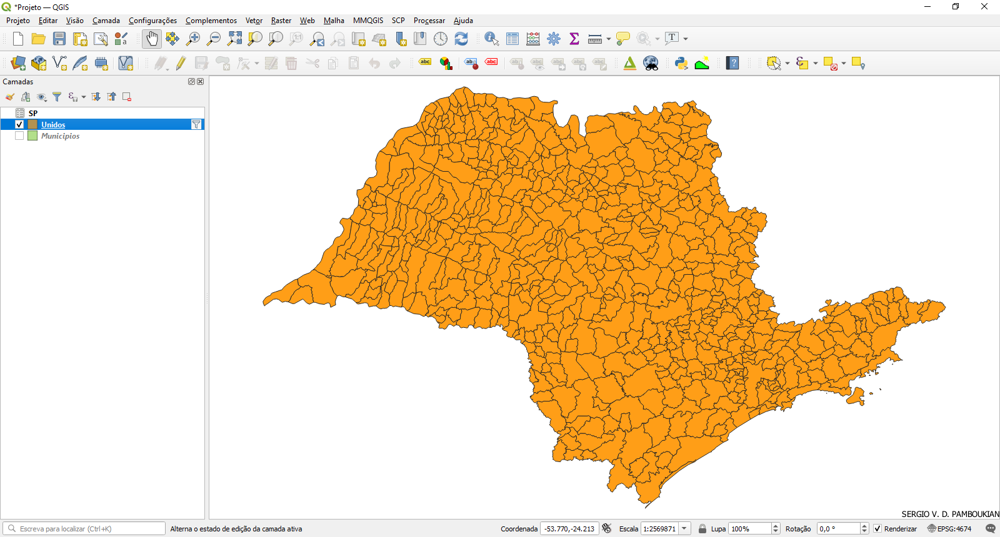 *Projeto — QGIS
Projeto Editar Visão Camada Configurações Complementos Vetor Raster Web Malha MMQGIS SCP Processar Ajuda
Camadas
SP
Unidos
Municipios
SERGIO V. D. PAMBOUKIAN
Escreva para localizar (Ctrl+K) Alterna o estado de edição da camada ativa Coordenada -53.770,-24.213 Escala 1:2569871 Lupa 100% Rotação 0,0 ° Renderizar EPSG:4674